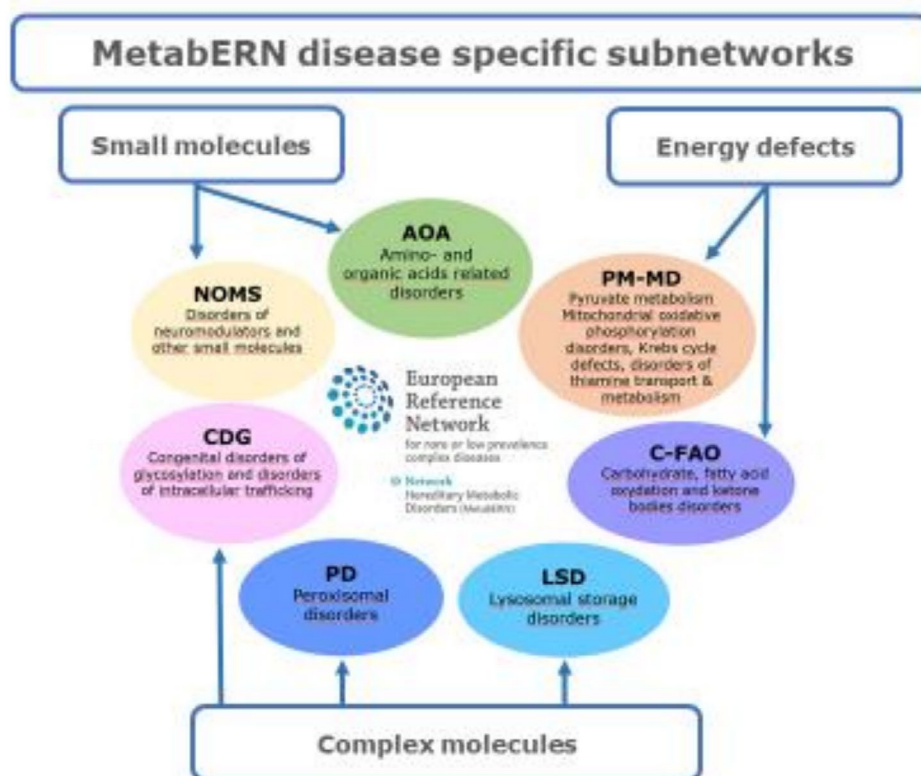 MetabERN disease specific subnetworks
Small molecules
Energy defects
AOA
Amino- and
organic acids related
disorders
NOMS
Disorders of
neuromodulators and
other small molecules
PM-MD
Pyruvate metabolism
Mitochondrial oxidative
phosphorylation
disorders, Krebs cycle
defects, disorders of
thiamine transport &
metabolism
European
Reference
Network
for rare or low prevalence
complex diseases
Network
Hereditary Metabolic
Disorders (MetabERN)
CDG
Congenital disorders of
glycosylation and disorders
of intracellular trafficking
C-FAO
Carbohydrate, fatty acid
oxydation and ketone
bodies disorders
PD
Peroxisomal
disorders
LSD
Lysosomal storage
disorders
Complex molecules